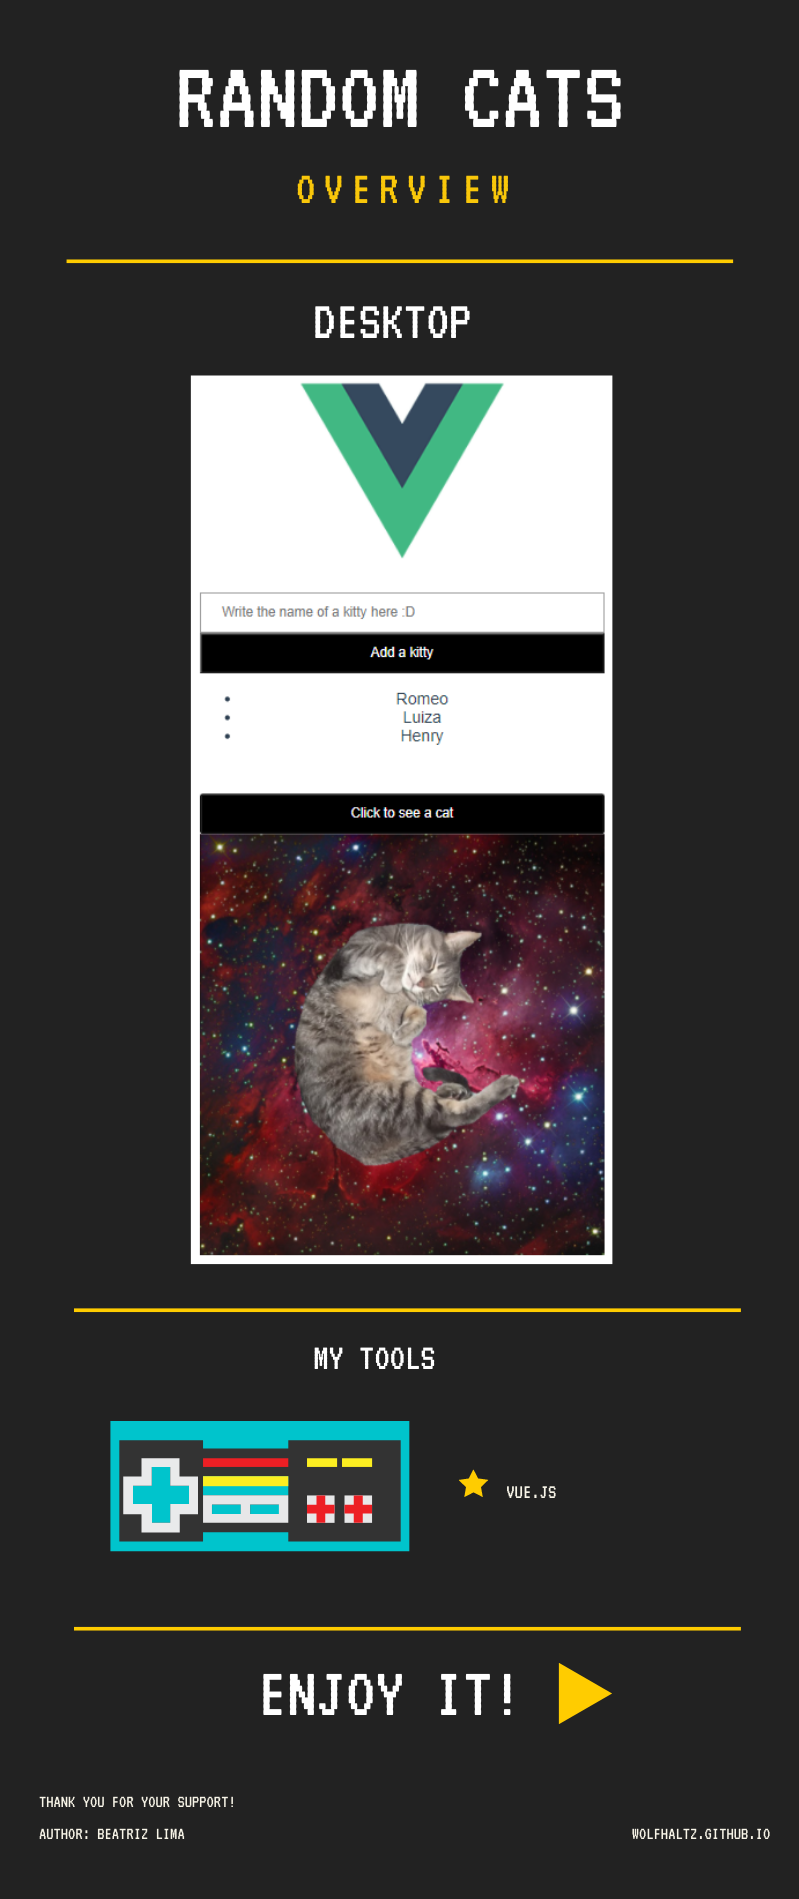 RANDOM CATS
OVERVIEW
DESKTOP
Write the name of a kitty here :D
Add a kitty
Romeo
Luiza
Henry
Click to see a cat
MY TOOLS
VUE.JS
ENJOY IT!
THANK YOU FOR YOUR SUPPORT!
AUTHOR: BEATRIZ LIMA
WOLFHALTZ.GITHUB.IO